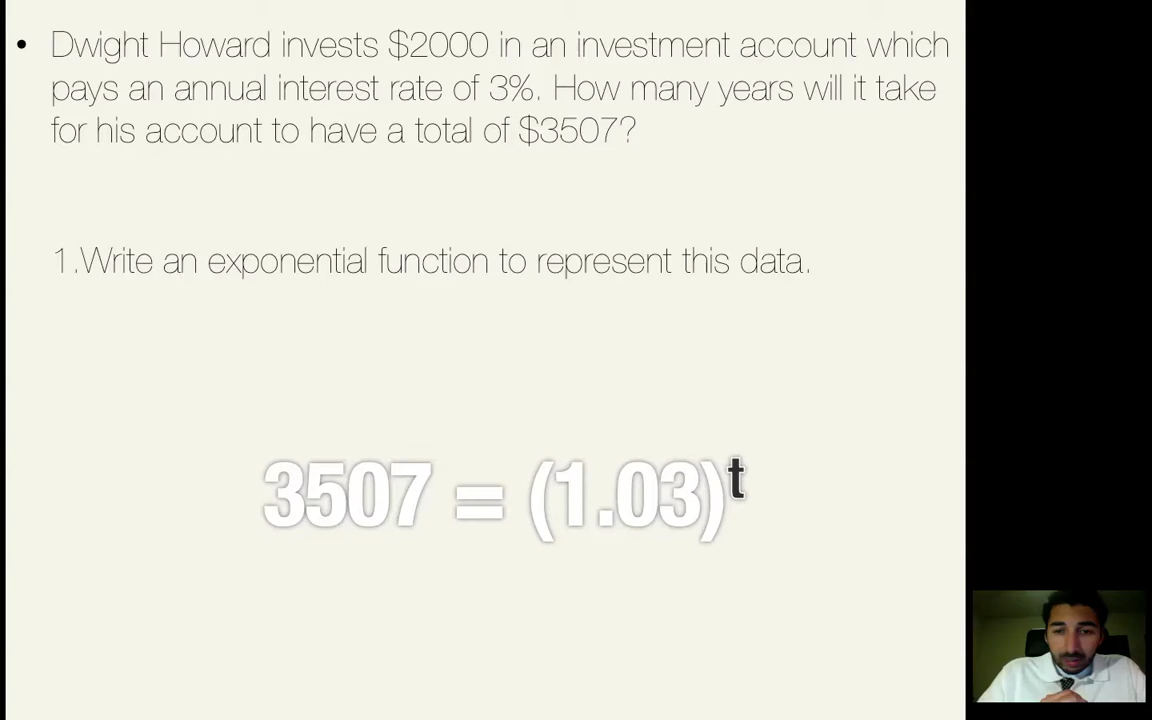 • Dwight Howard invests $2000 in an investment account which
pays an annual interest rate of 3%. How many years will it take
for his account to have a total of $3507?
1.Write an exponential function to represent this data.
3507 = (1.03)ᵗ